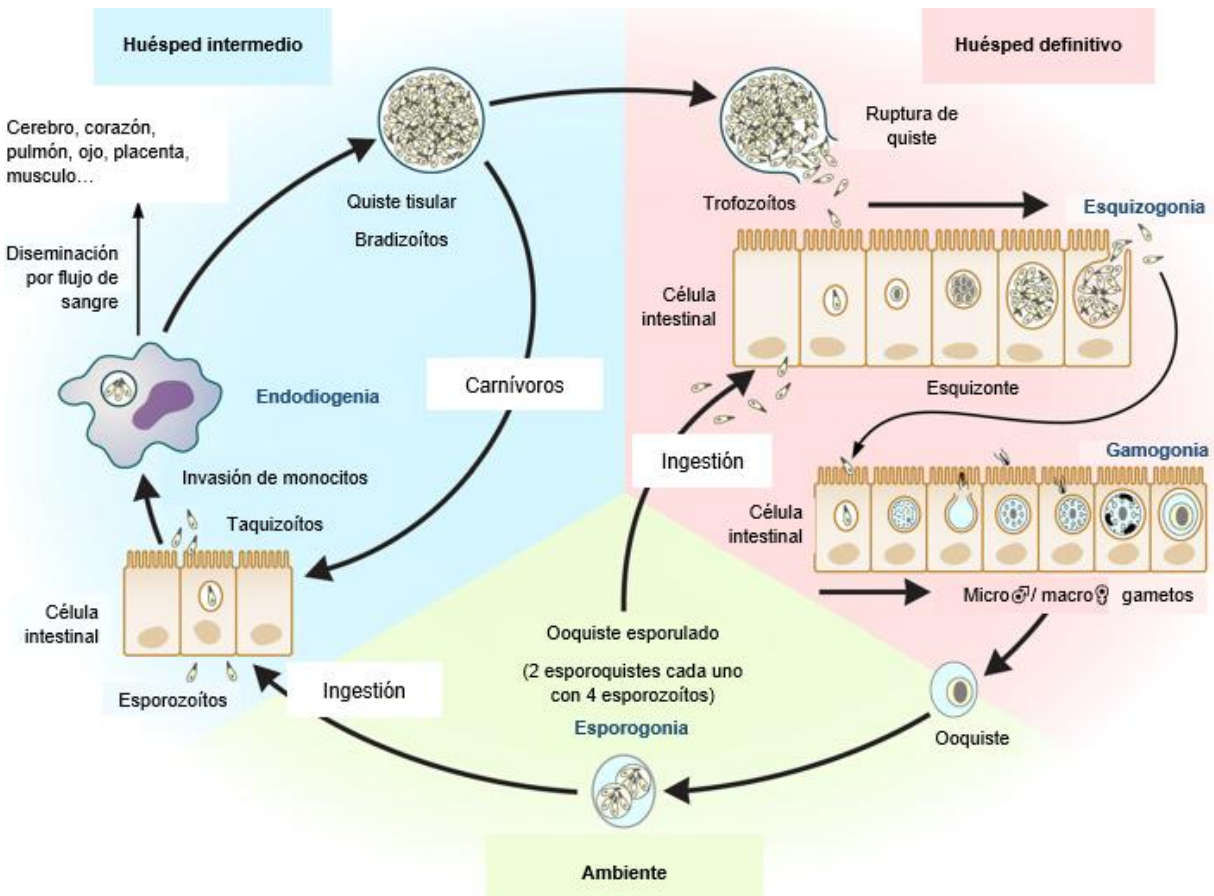 Huésped intermedio
Huésped definitivo
Cerebro, corazón,
pulmón, ojo, placenta,
musculo…
Diseminación
por flujo de
sangre
Quiste tisular
Bradizoítos
Endodiogenia
Carnívoros
Invasión de monocitos
Taquizoítos
Célula
intestinal
Esporozoítos
Ingestión
Ruptura de
quiste
Trofozoítos
Esquizogonia
Célula
intestinal
Esquizonte
Ingestión
Gamogonia
Célula
intestinal
Micro♂/ macro♀ gametos
Ooquiste
Ooquiste esporulado
(2 esporoquistes cada uno
con 4 esporozoítos)
Esporogonia
Ambiente